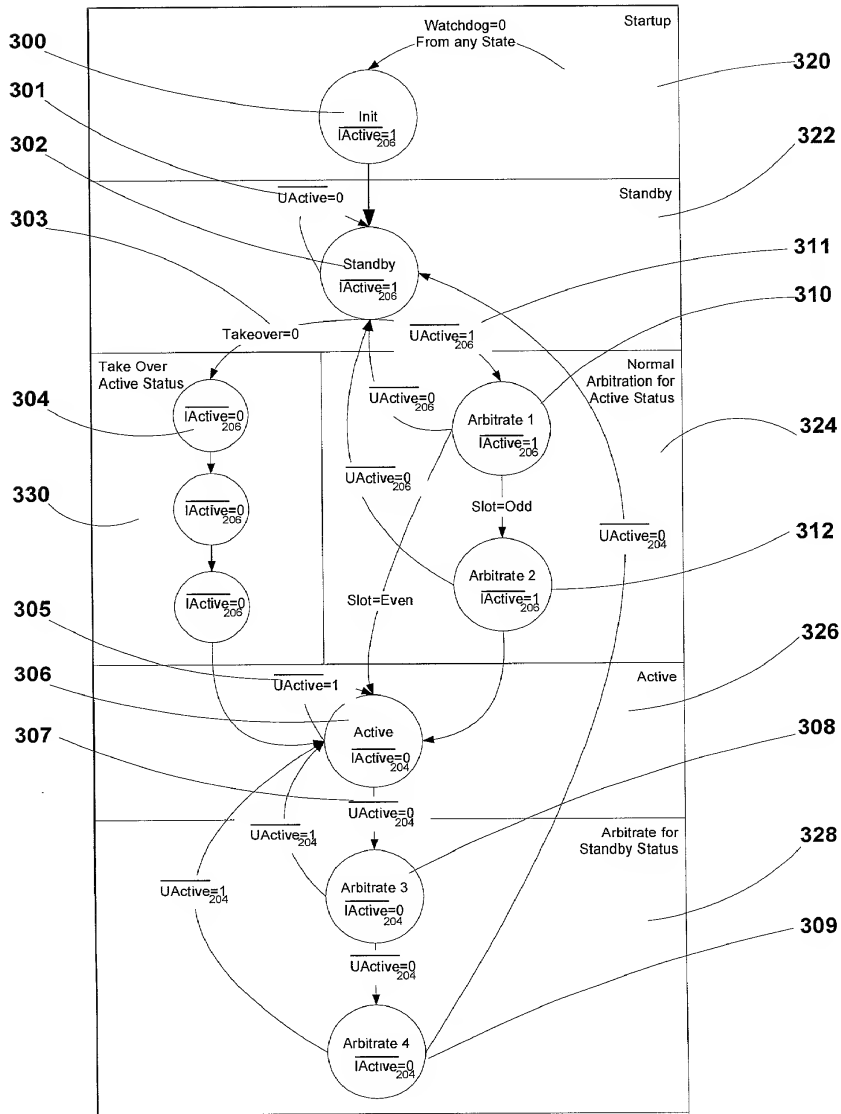 Startup
Watchdog=0
From any State
300
320
301
Init
IActive=1
206
302
322
303
Standby
UActive=0
Standby
IActive=1
206
311
310
Takeover=0
UActive=1
206
Take Over
Active Status
Normal
Arbitration for
Active Status
304
IActive=0
206
UActive=0
206
Arbitrate 1
IActive=1
206
324
330
IActive=0
206
UActive=0
206
Slot=Odd
UActive=0
204
312
IActive=0
206
Slot=Even
Arbitrate 2
IActive=1
206
305
306
307
UActive=1
Active
326
Active
IActive=0
204
308
UActive=0
204
UActive=1
204
Arbitrate for
Standby Status
328
UActive=1
204
Arbitrate 3
IActive=0
204
309
UActive=0
204
Arbitrate 4
IActive=0
204